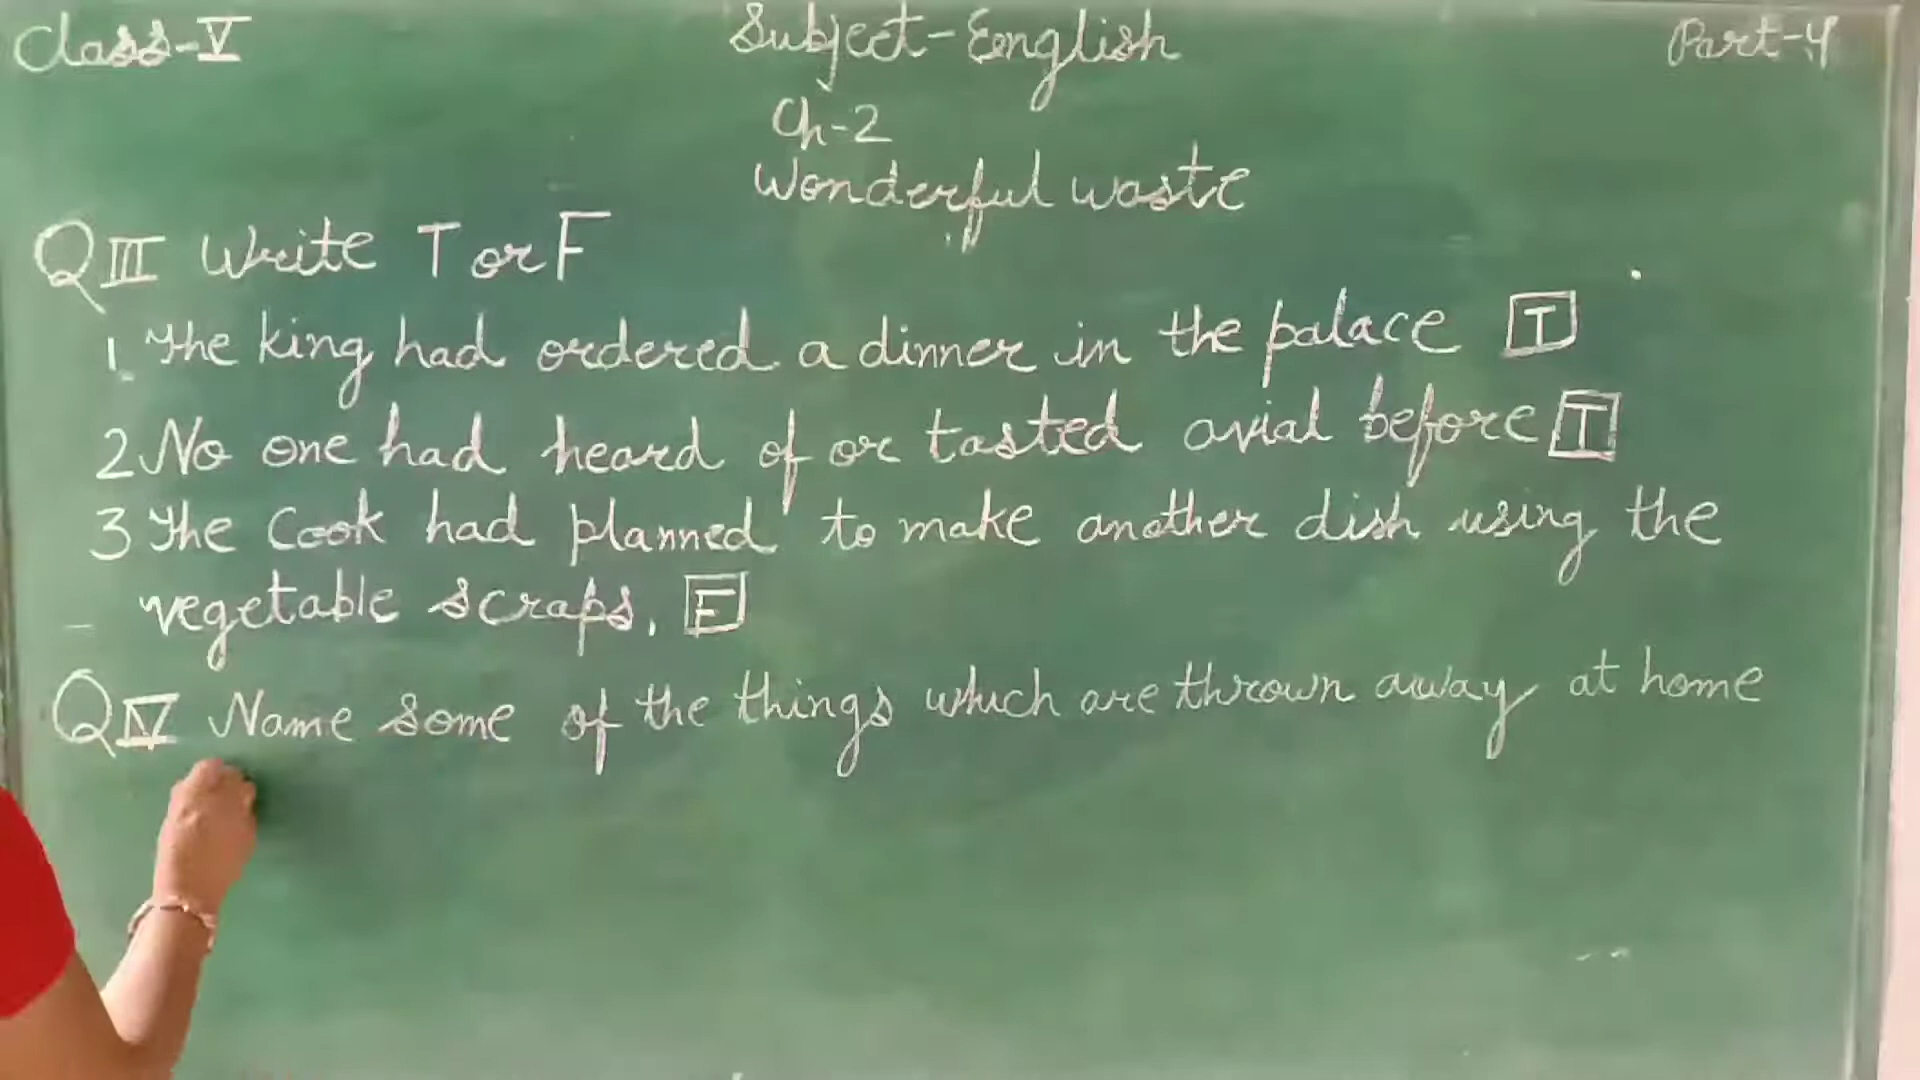 Class-V
Subject-English
Part-4
Ch-2
Wonderful waste
QIII Write T or F
1. The king had ordered a dinner in the palace T
2 No one had heard of or tasted avial before T
3 The Cook had planned to make another dish using the
vegetable scraps. F
QIV Name some of the things which are thrown away at home